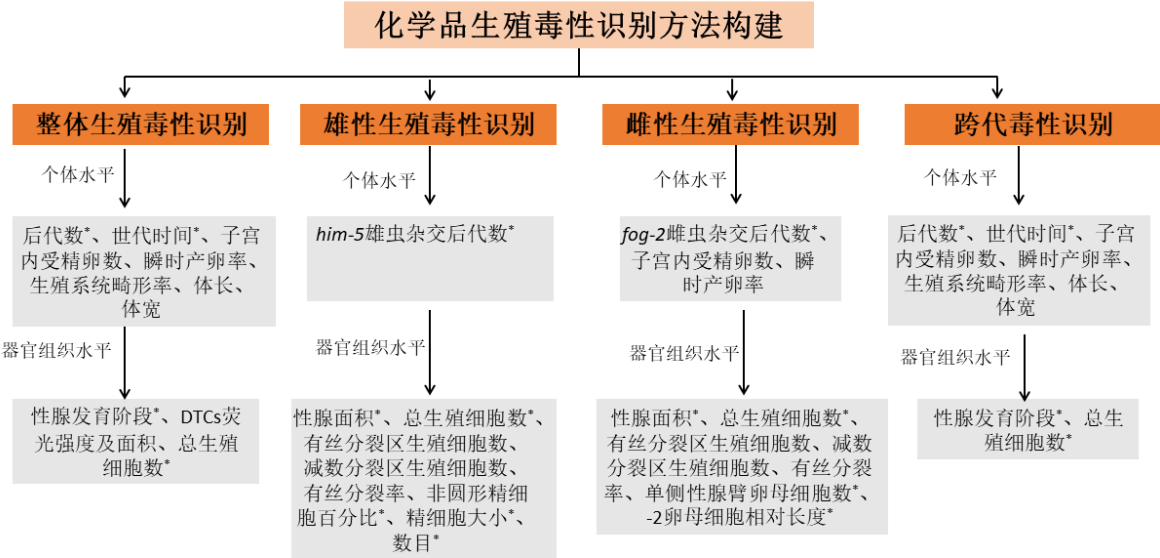 化学品生殖毒性识别方法构建
整体生殖毒性识别
个体水平
后代数*、世代时间*、子宫
内受精卵数、瞬时产卵率、
生殖系统畸形率、体长、
体宽
器官组织水平
性腺发育阶段*、DTCs荧
光强度及面积、总生殖
细胞数*
雄性生殖毒性识别
个体水平
him-5雄虫杂交后代数*
器官组织水平
性腺面积*、总生殖细胞数*、
有丝分裂区生殖细胞数、
减数分裂区生殖细胞数、
有丝分裂率、非圆形精细
胞百分比*、精细胞大小*、
数目*
雌性生殖毒性识别
个体水平
fog-2雌虫杂交后代数*、
子宫内受精卵数、瞬
时产卵率
器官组织水平
性腺面积*、总生殖细胞数*、
有丝分裂区生殖细胞数、减数
分裂区生殖细胞数、有丝分裂
率、单侧性腺臂卵母细胞数*、
-2卵母细胞相对长度*
跨代毒性识别
个体水平
后代数*、世代时间*、子宫
内受精卵数、瞬时产卵率、
生殖系统畸形率、体长、
体宽
器官组织水平
性腺发育阶段*、总生
殖细胞数*